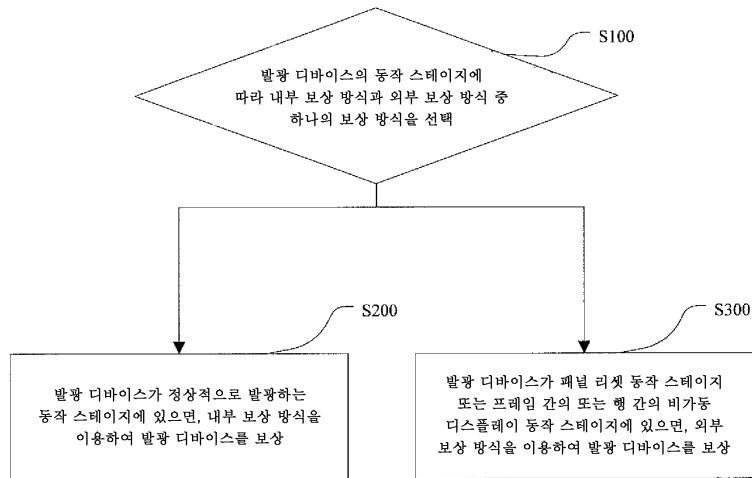 S100
발광 디바이스의 동작 스테이지에
따라 내부 보상 방식과 외부 보상 방식 중
하나의 보상 방식을 선택
S200
발광 디바이스가 정상적으로 발광하는
동작 스테이지에 있으면, 내부 보상 방식을
이용하여 발광 디바이스를 보상
S300
발광 디바이스가 패널 리셋 동작 스테이지
또는 프레임 간의 또는 행 간의 비가동
디스플레이 동작 스테이지에 있으면, 외부
보상 방식을 이용하여 발광 디바이스를 보상